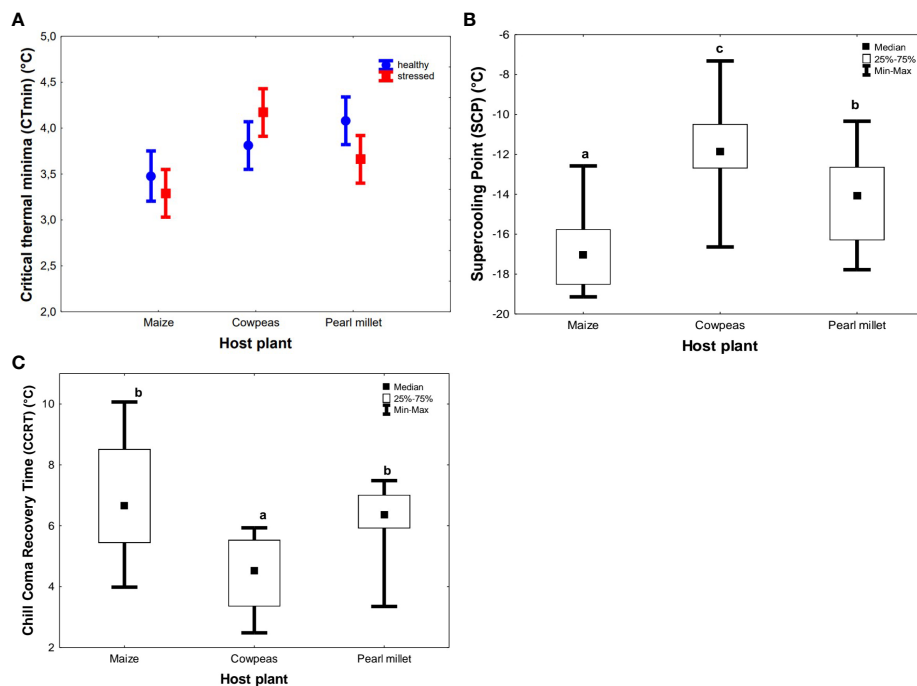 A
Critical thermal minima (CTmin) (°C)
5,0
4,5
4,0
3,5
3,0
2,5
2,0
healthy
stressed
Maize
Cowpeas
Pearl millet
Host plant
B
Supercooling Point (SCP) (°C)
-6
-8
-10
-12
-14
-16
-18
-20
a
c
b
Median
25%-75%
Min-Max
Maize
Cowpeas
Pearl millet
Host plant
C
Chill Coma Recovery Time (CCRT) (°C)
10
8
6
4
2
b
a
b
Median
25%-75%
Min-Max
Maize
Cowpeas
Pearl millet
Host plant